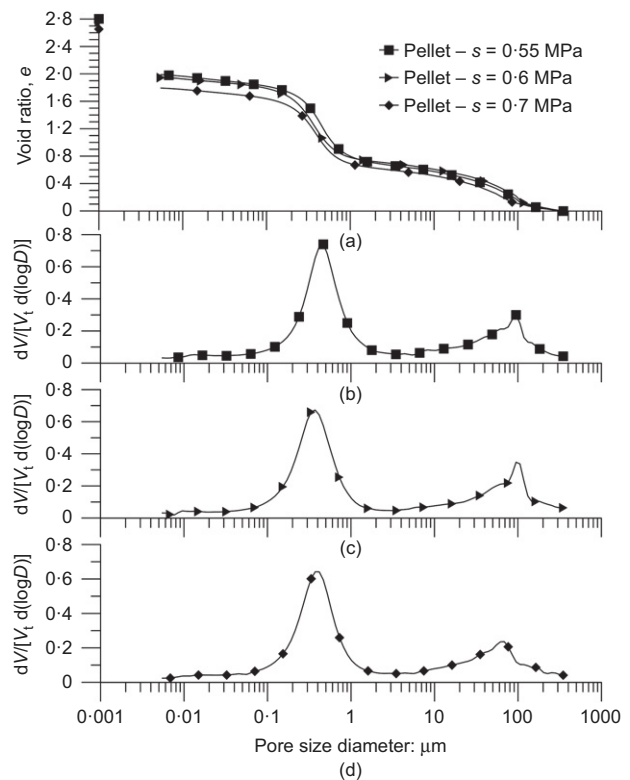 2·8
2·4
2·0
1·6
1·2
0·8
0·4
0
Void ratio, e
Pellet – s = 0·55 MPa
Pellet – s = 0·6 MPa
Pellet – s = 0·7 MPa
(a)
0·8
0·6
0·4
0·2
0
dV/[Vt d(logD)]
(b)
0·8
0·6
0·4
0·2
0
dV/[Vt d(logD)]
(c)
0·8
0·6
0·4
0·2
0
dV/[Vt d(logD)]
0·001 0·01 0·1 1 10 100 1000
Pore size diameter: μm
(d)